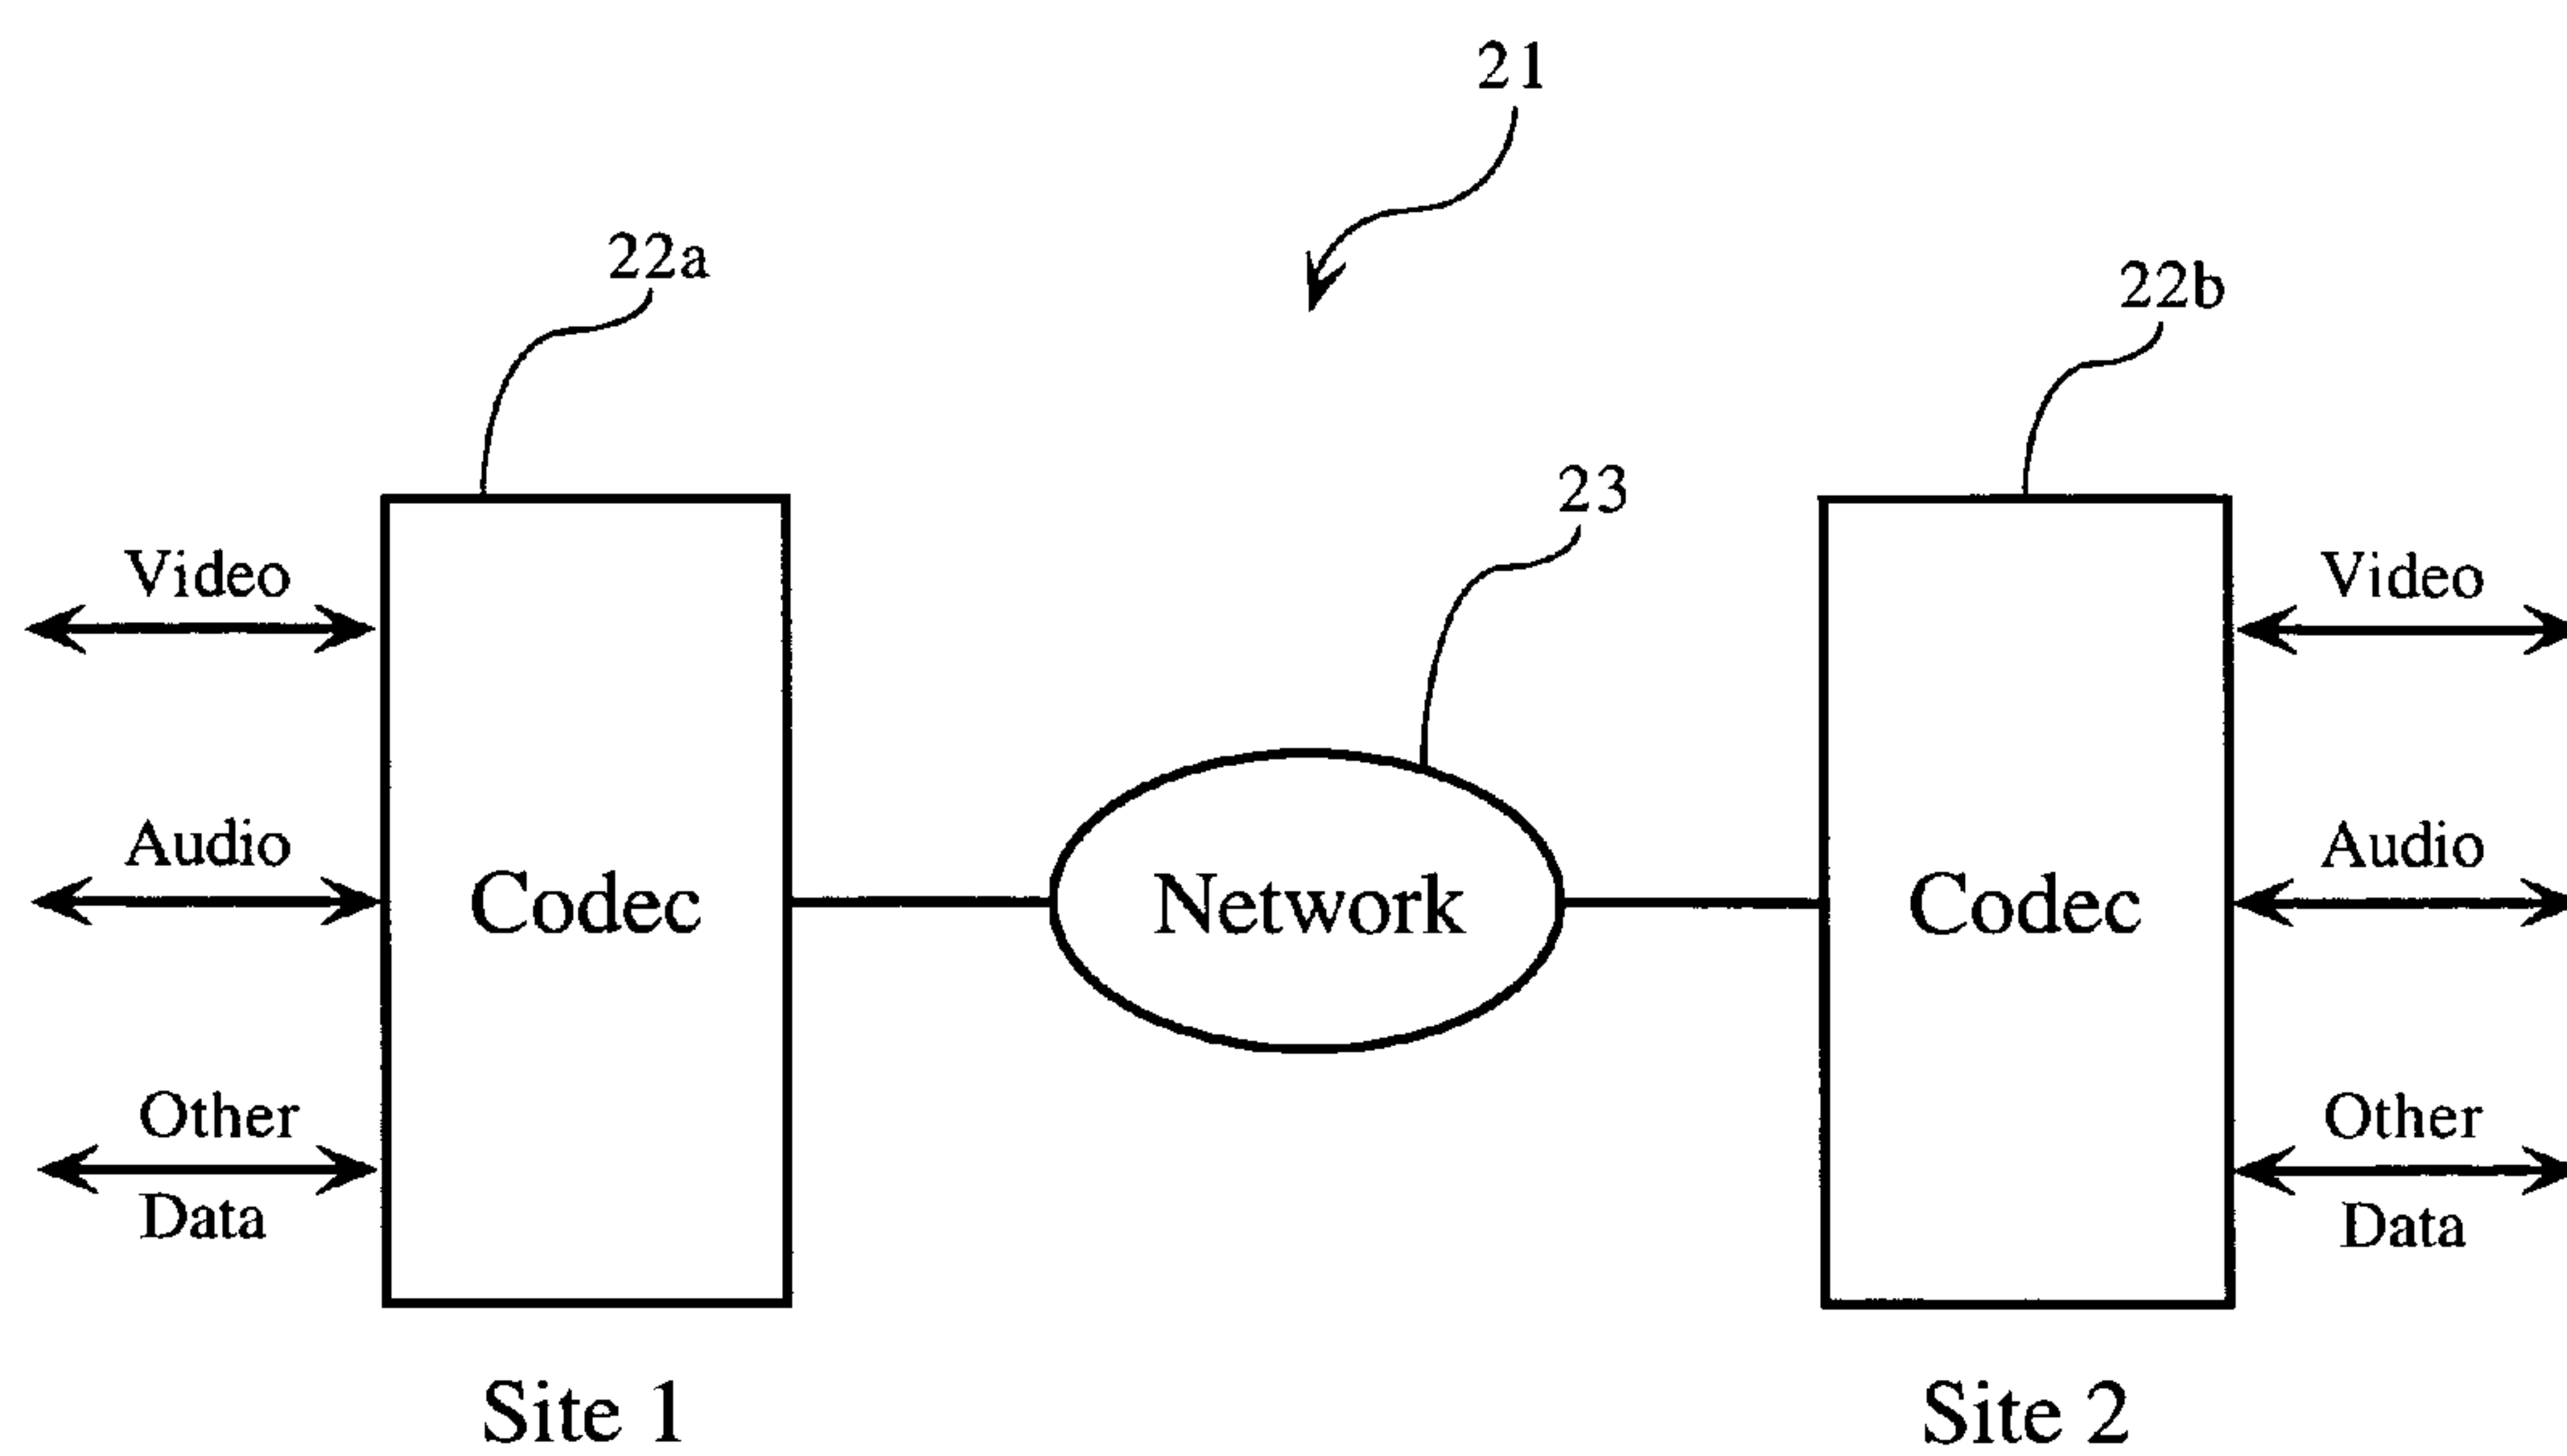 21
22a
22b
23
Video
Video
Audio
Audio
Codec
Network
Codec
Other
Data
Other
Data
Site 1
Site 2